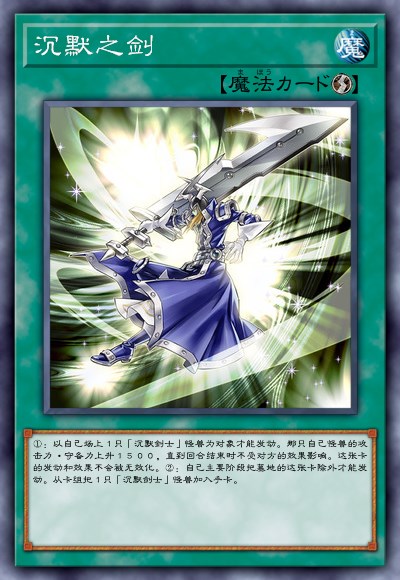 沉默之剑
魔
まほう
【魔法カード】
①：以自己场上１只「沉默剑士」怪兽为对象才能发动。那只自己怪兽的攻
击力・守备力上升１５００，直到回合结束时不受对方的效果影响。这张卡
的发动和效果不会被无效化。②：自己主要阶段把墓地的这张卡除外才能发
动。从卡组把１只「沉默剑士」怪兽加入手卡。